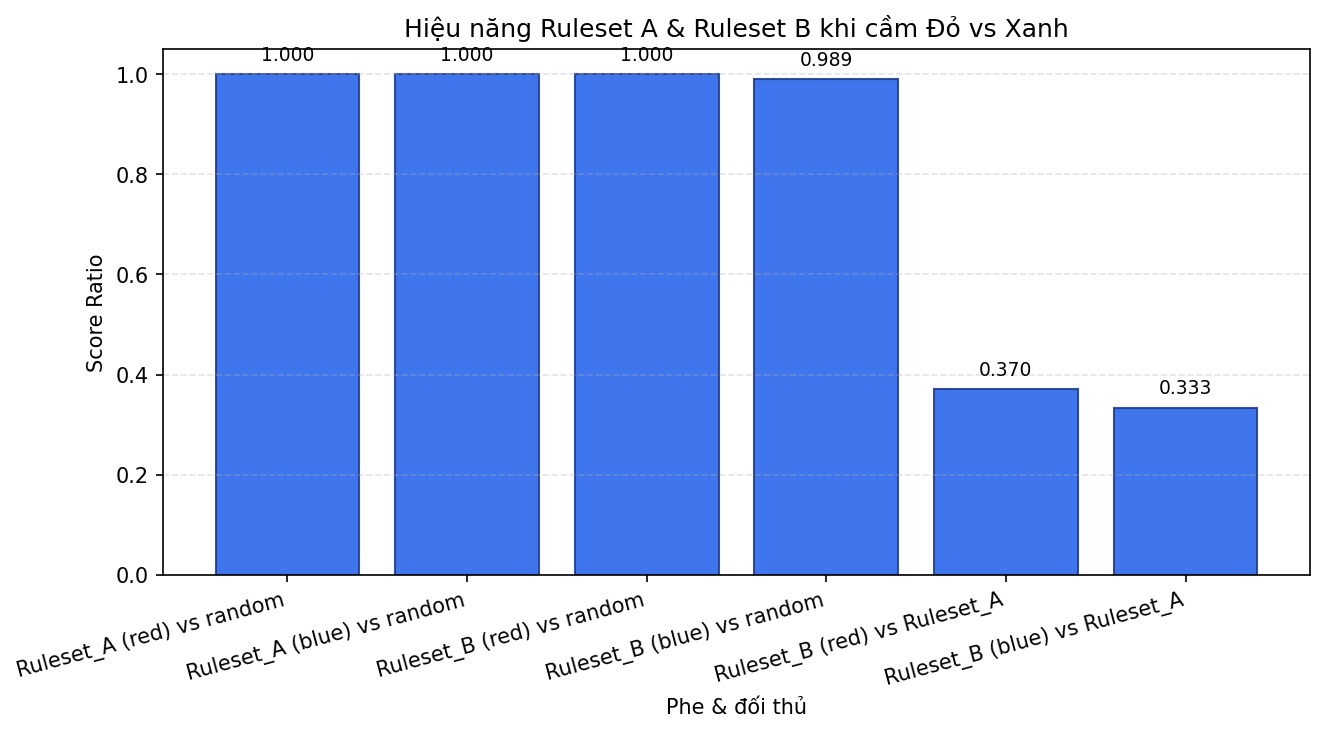 Hiệu năng Ruleset A & Ruleset B khi cầm Đỏ vs Xanh
1.000
1.000
1.000
0.989
0.370
0.333
Score Ratio
1.0
0.8
0.6
0.4
0.2
0.0
Ruleset_A (red) vs random
Ruleset_A (blue) vs random
Ruleset_B (red) vs random
Ruleset_B (blue) vs random
Ruleset_B (red) vs Ruleset_A
Ruleset_B (blue) vs Ruleset_A
Phe & đối thủ